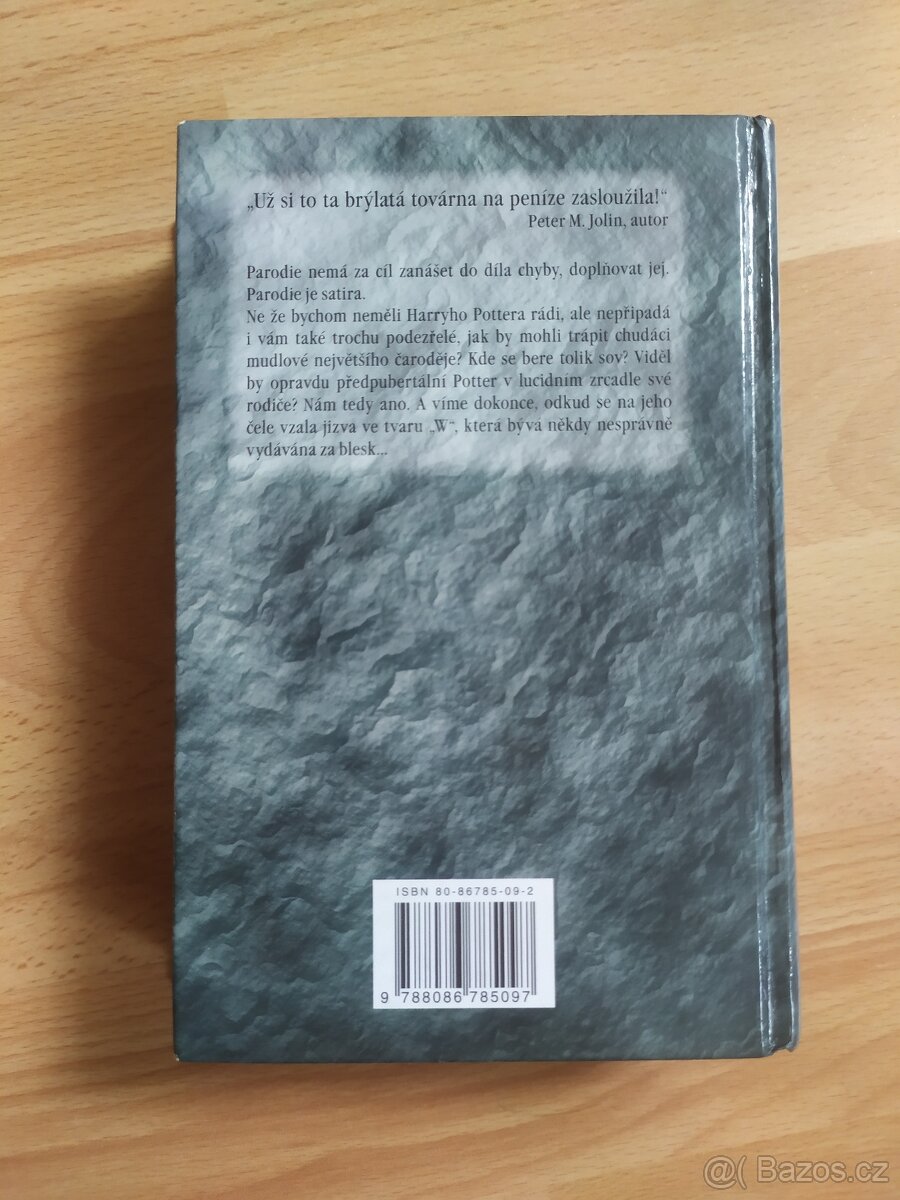 „Už si to ta brýlatá továrna na peníze zasloužila!“
Peter M. Jolin, autor
Parodie nemá za cíl zanášet do díla chyby, doplňovat jej.
Parodie je satira.
Ne že bychom neměli Harryho Pottera rádi, ale nepřipadá
i vám také trochu podezřelé, jak by mohli trápit chudáci
mudlové největšího čaroděje? Kde se bere tolik sov? Viděl
by opravdu předpubertální Potter v lucidním zrcadle své
rodiče? Nám tedy ano. A víme dokonce, odkud se na jeho
čele vzala jizva ve tvaru „W“, která bývá někdy nesprávně
vydávána za blesk...
ISBN 80-86785-09-2
9 788086 785097
@( Bazos.cz